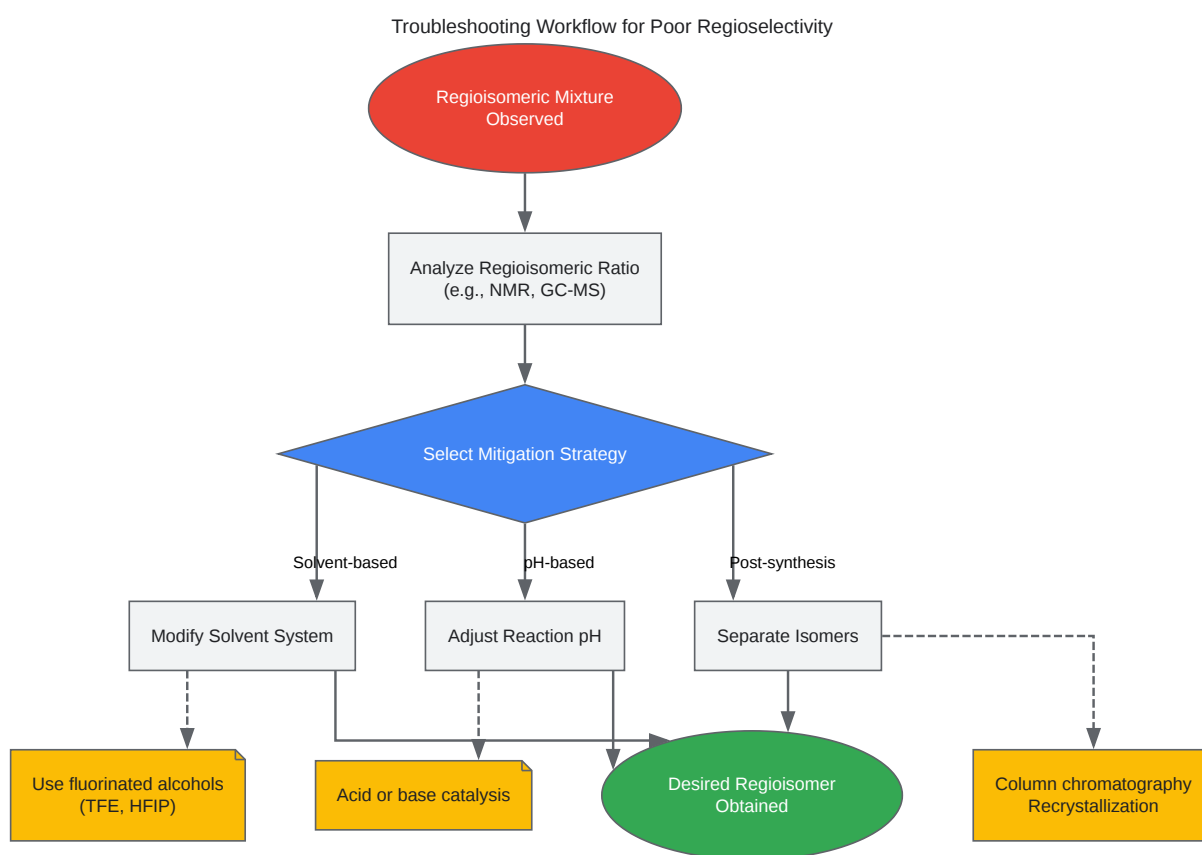 Troubleshooting Workflow for Poor Regioselectivity
Regioisomeric Mixture
Observed
Analyze Regioisomeric Ratio
(e.g., NMR, GC-MS)
Select Mitigation Strategy
Solvent-based
pH-based
Post-synthesis
Modify Solvent System
Adjust Reaction pH
Separate Isomers
Use fluorinated alcohols
(TFE, HFIP)
Acid or base catalysis
Desired Regioisomer
Obtained
Column chromatography
Recrystallization